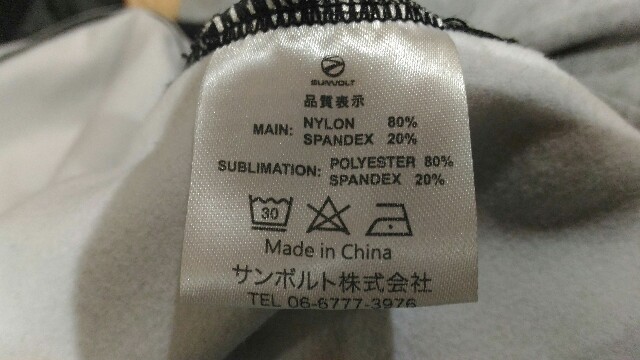 SUNVOLT
品質表示
MAIN: NYLON 80%
SPANDEX 20%
SUBLIMATION: POLYESTER 80%
SPANDEX 20%
30
Made in China
サンボルト株式会社
TEL 06-6777-3976